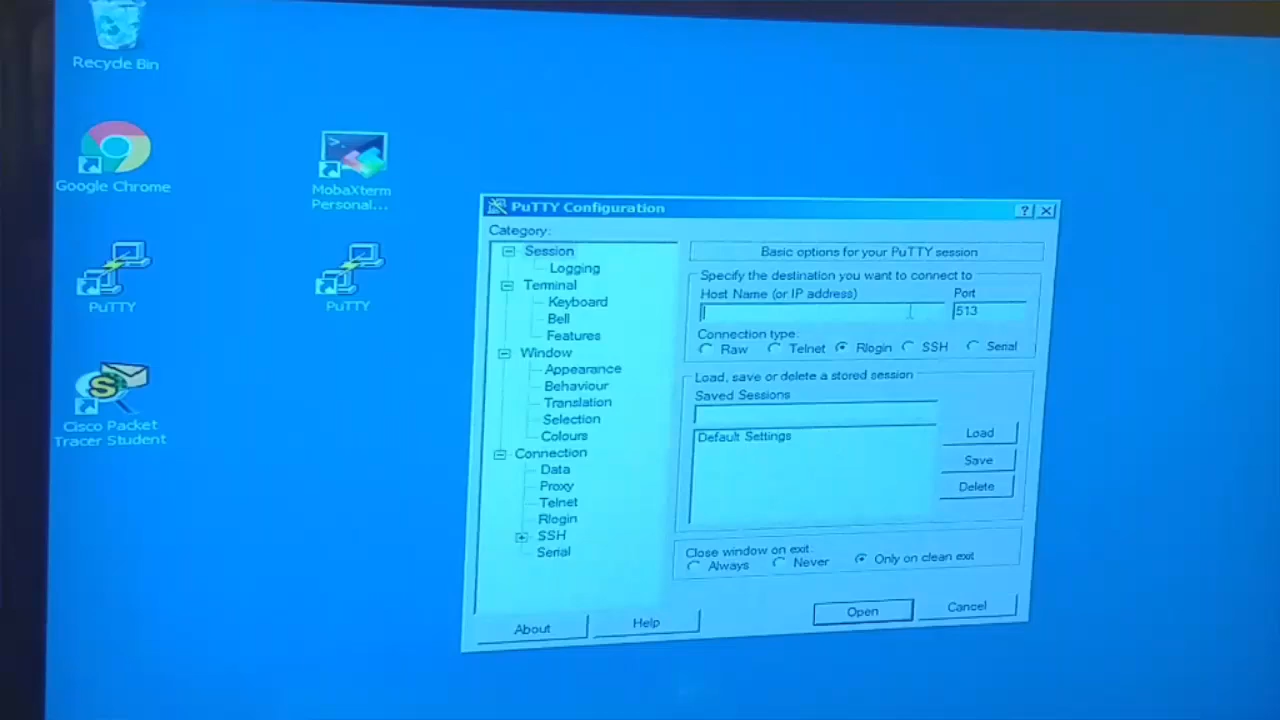 Recycle Bin
Google Chrome
MobaXterm
Personal...
PuTTY
PuTTY
Cisco Packet
Tracer Student
PuTTY Configuration
?
Category:
Session
Logging
Terminal
Keyboard
Bell
Features
Window
Appearance
Behaviour
Translation
Selection
Colours
Connection
Data
Proxy
Telnet
Rlogin
SSH
Serial
Basic options for your PuTTY session
Specify the destination you want to connect to
Host Name (or IP address) Port
513
Connection type:
Raw Telnet Rlogin SSH Serial
Load, save or delete a stored session
Saved Sessions
Default Settings
Load
Save
Delete
Close window on exit:
Always Never Only on clean exit
About Help Open Cancel